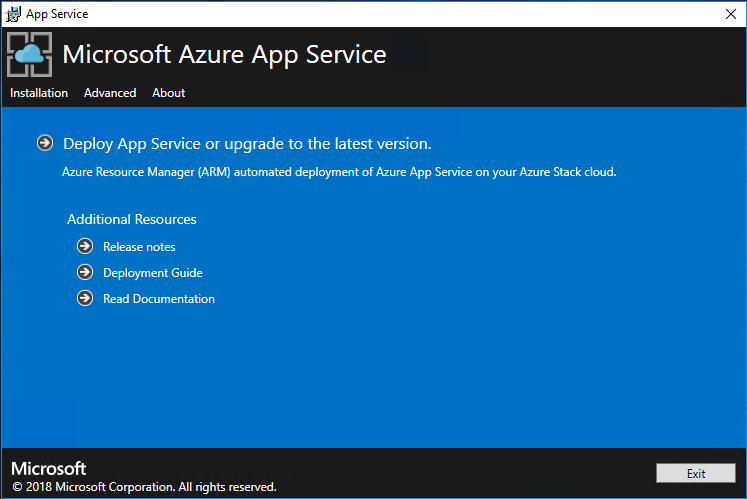 App Service
Microsoft Azure App Service
Installation Advanced About
Deploy App Service or upgrade to the latest version.
Azure Resource Manager (ARM) automated deployment of Azure App Service on your Azure Stack cloud.
Additional Resources
Release notes
Deployment Guide
Read Documentation
Microsoft
© 2018 Microsoft Corporation. All rights reserved.
Exit